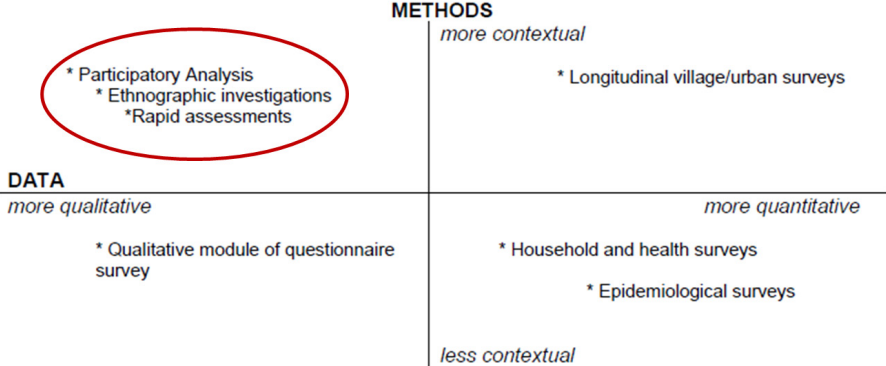 METHODS
more contextual
* Participatory Analysis
* Longitudinal village/urban surveys
* Ethnographic investigations
*Rapid assessments
DATA
more qualitative
more quantitative
* Qualitative module of questionnaire
survey
* Household and health surveys
* Epidemiological surveys
less contextual